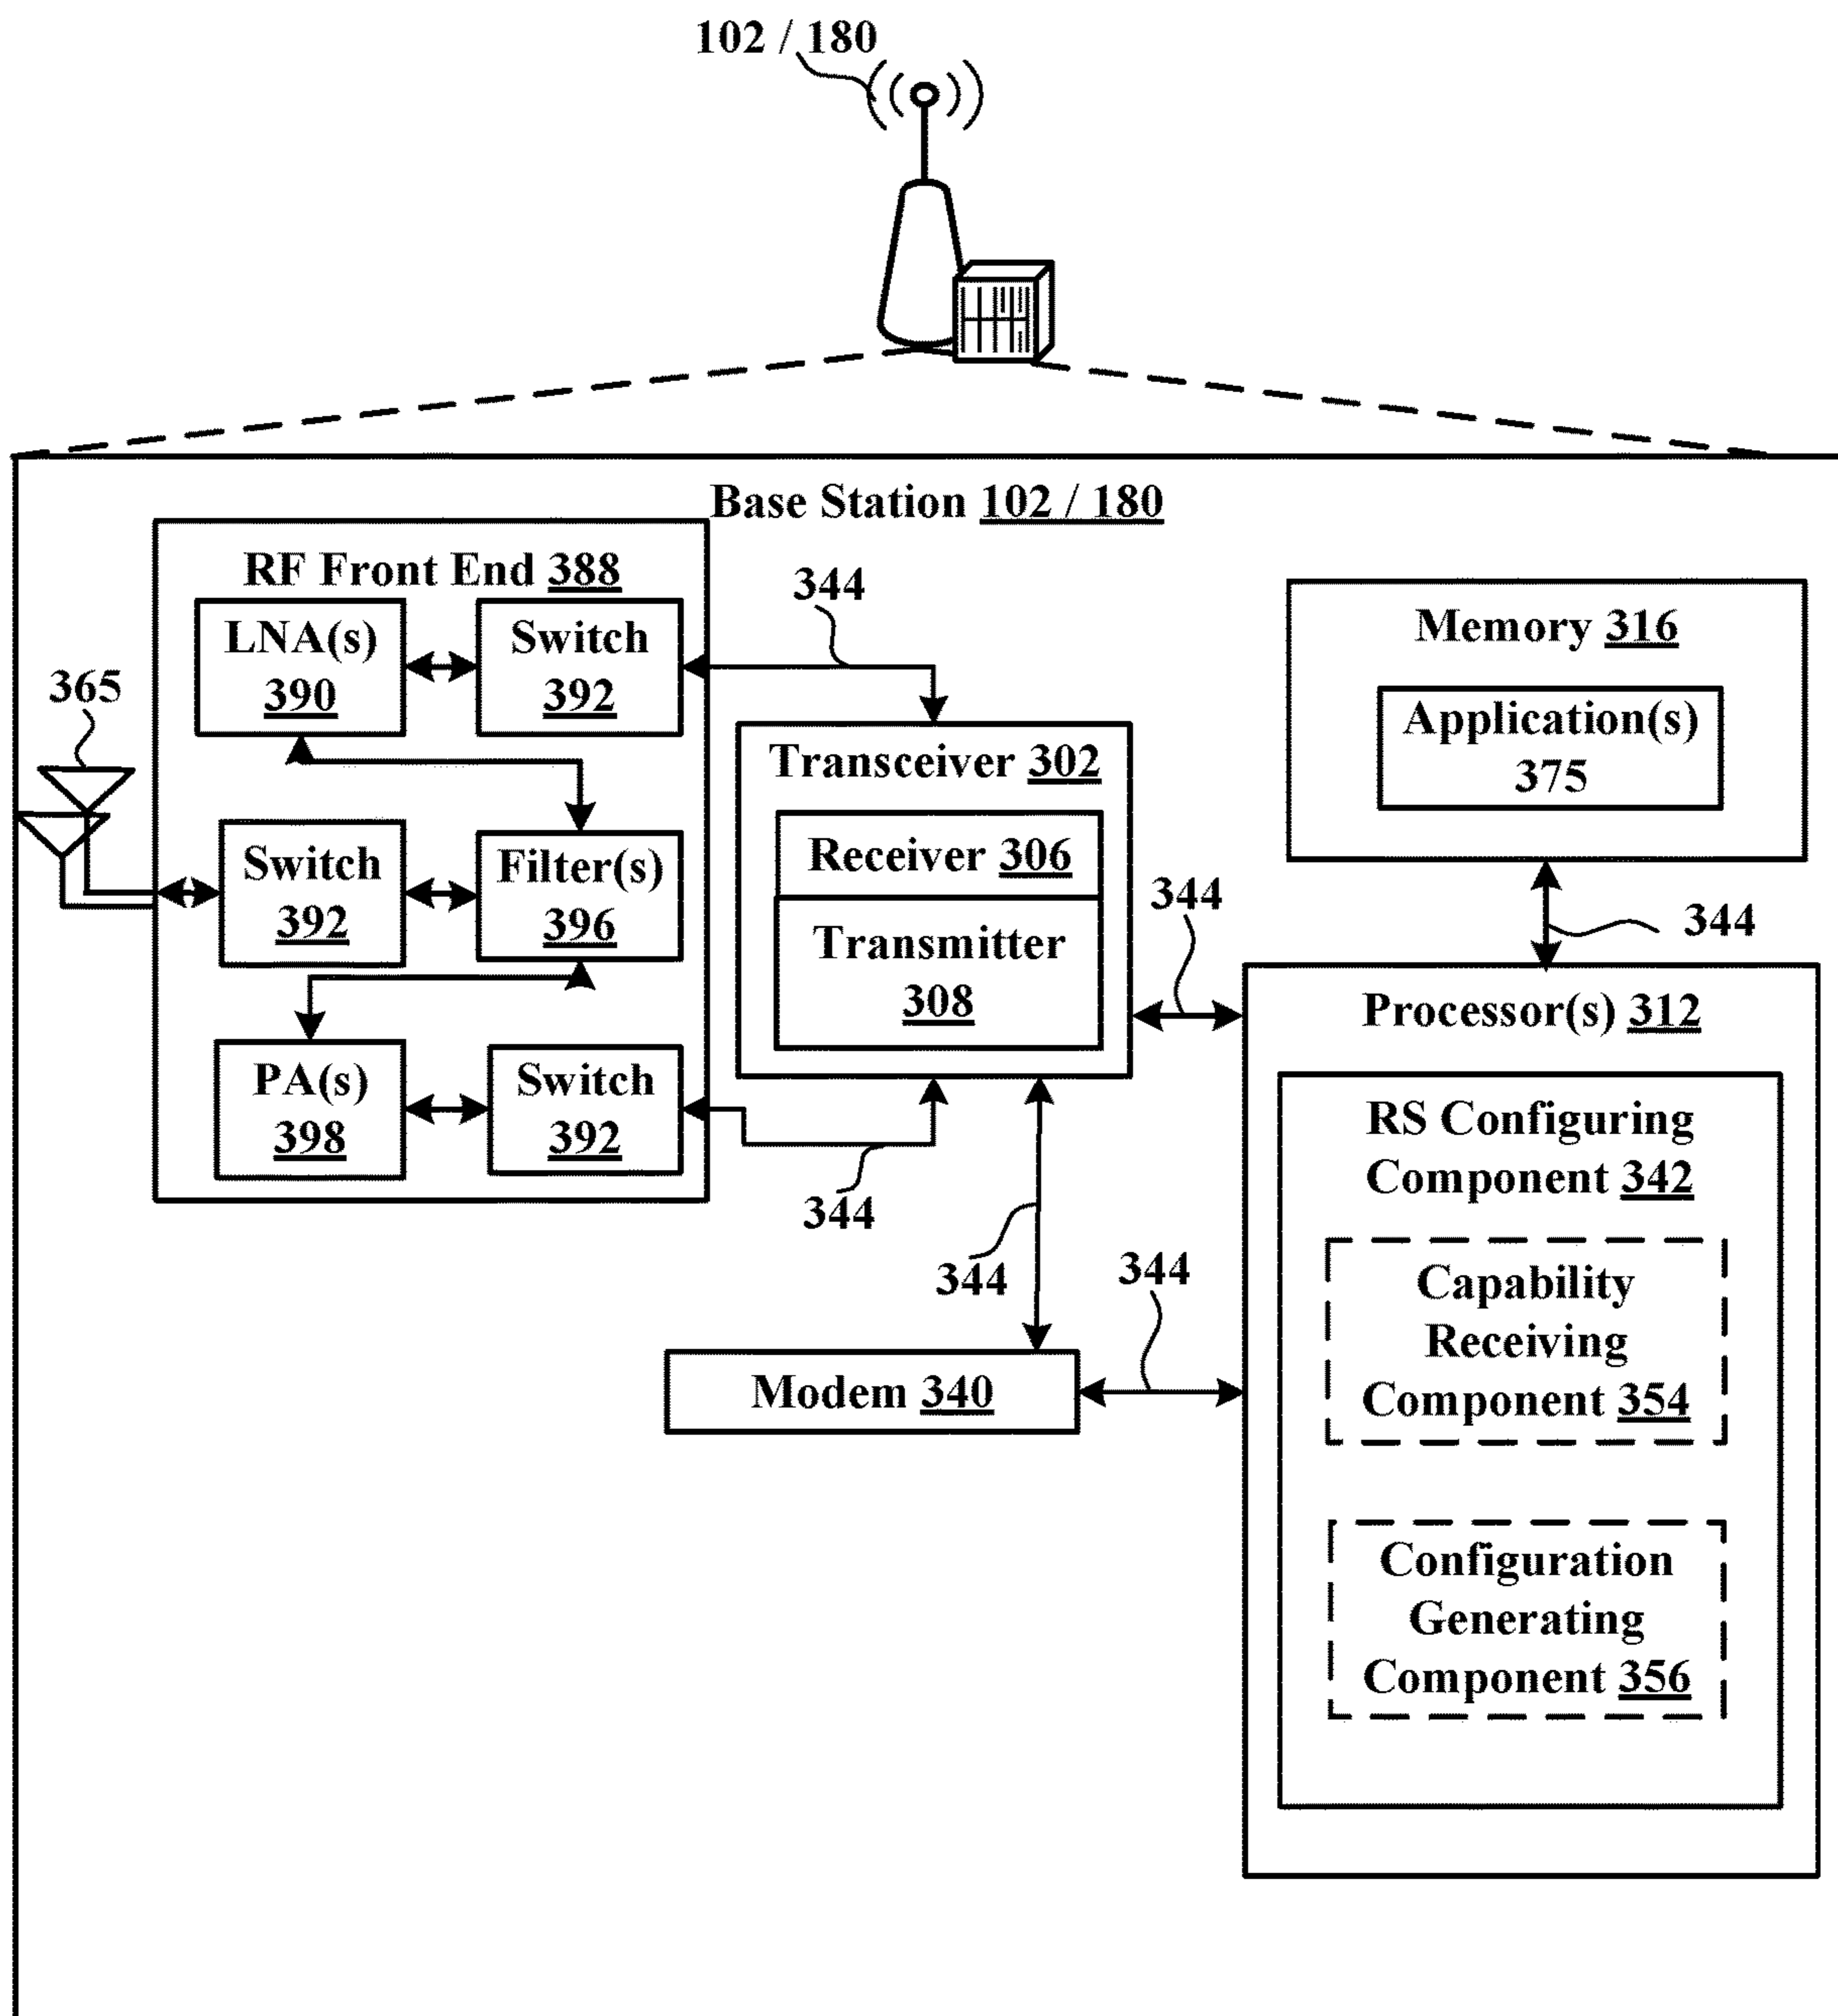 102 / 180
Base Station 102 / 180
RF Front End 388
LNA(s)
390
Switch
392
344
365
Switch
392
Filter(s)
396
PA(s)
398
Switch
392
344
Transceiver 302
Receiver 306
Transmitter
308
344
344
Modem 340
344
Memory 316
Application(s)
375
344
Processor(s) 312
RS Configuring
Component 342
Capability
Receiving
Component 354
Configuration
Generating
Component 356